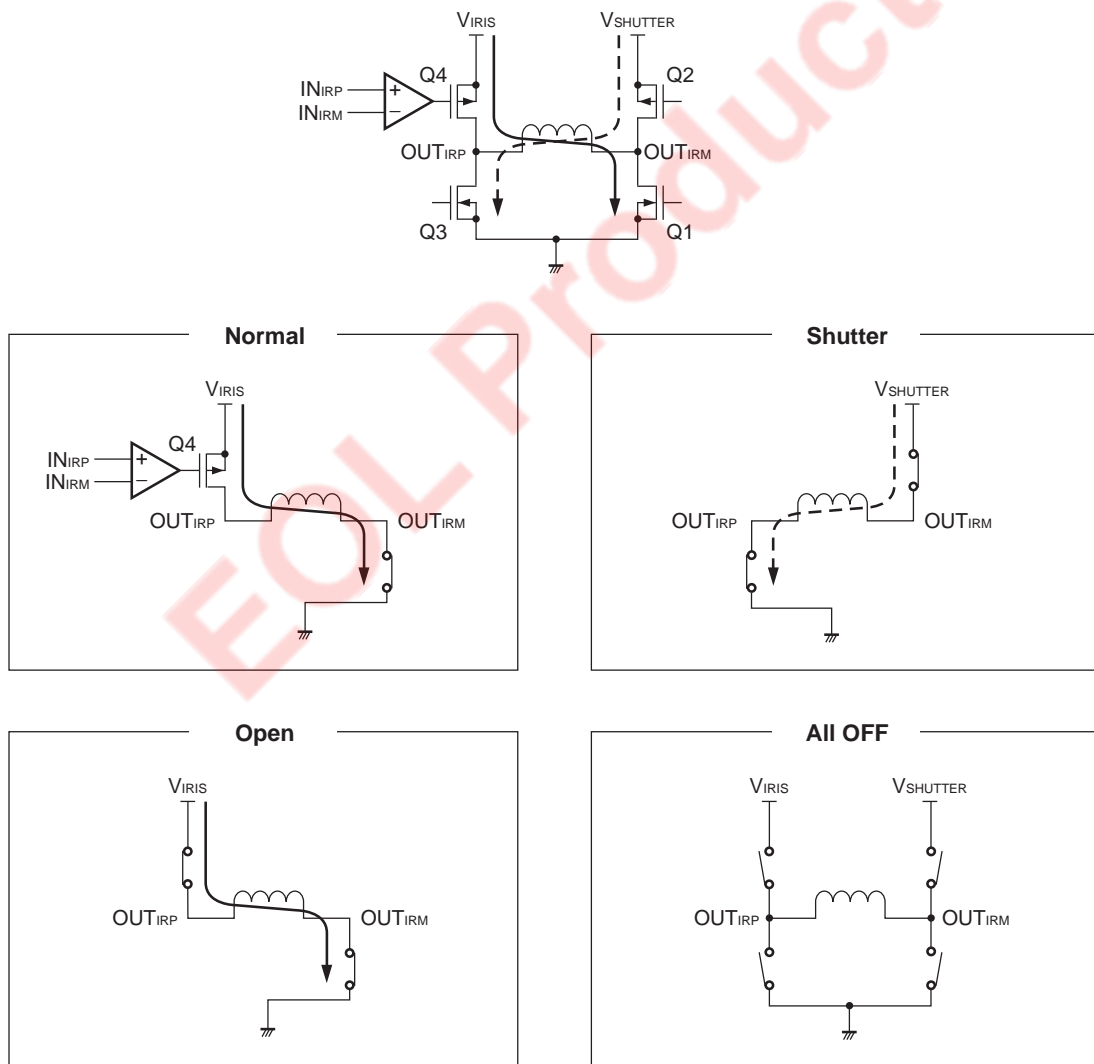 VIRIS VSHUTTER
Q4 Q2
INIRP +
INIRM −
OUTIRP OUTIRM
Q3 Q1
EOL Product
Normal
VIRIS
Q4
INIRP +
INIRM −
OUTIRP OUTIRM
Shutter
VSHUTTER
OUTIRP OUTIRM
Open
VIRIS
OUTIRP OUTIRM
All OFF
VIRIS VSHUTTER
OUTIRP OUTIRM